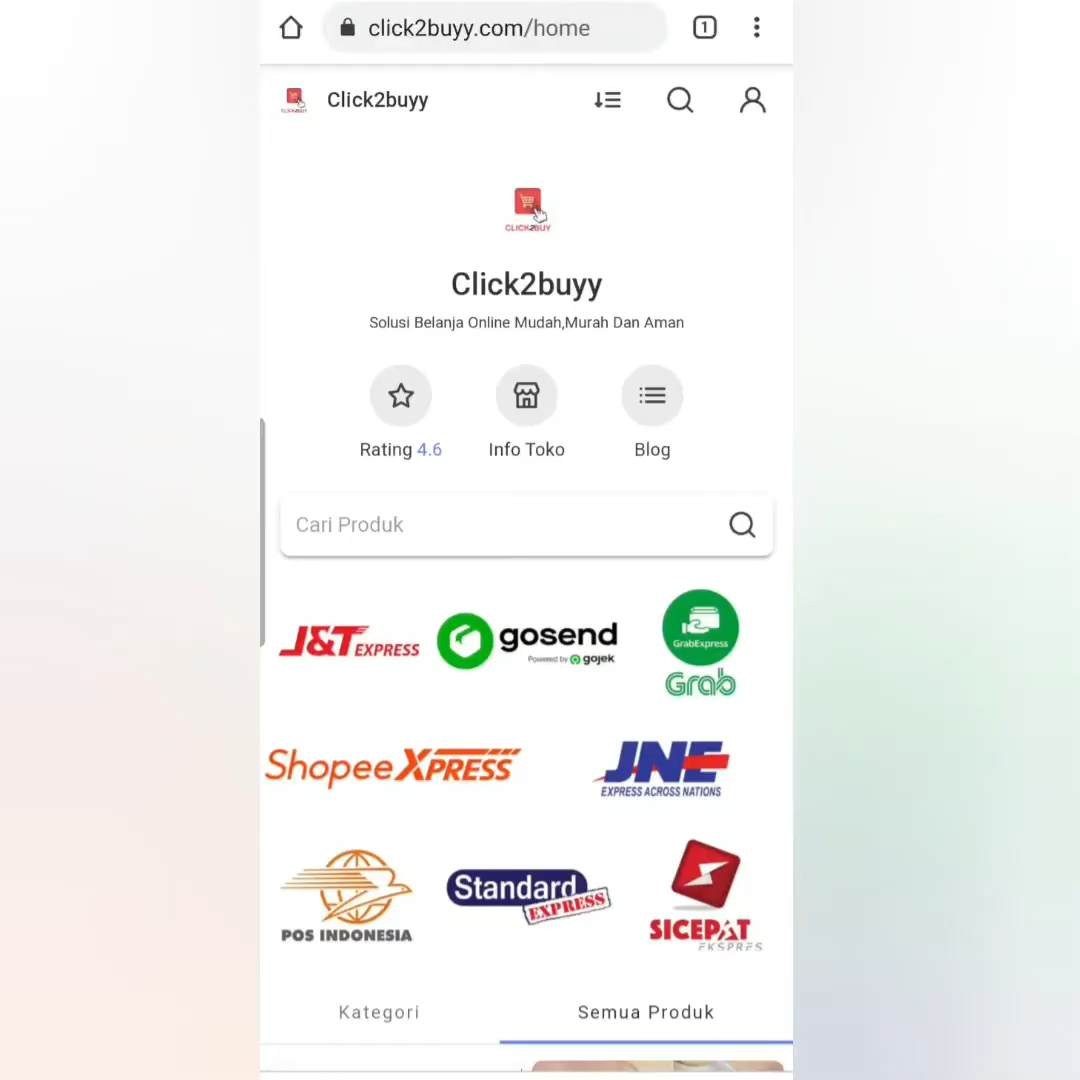 click2buyy.com/home
1
Click2buyy
CLICK2BUY
Click2buyy
Solusi Belanja Online Mudah,Murah Dan Aman
Rating 4.6
Info Toko
Blog
Cari Produk
J&T EXPRESS
gosend
Powered by gojek
GrabExpress
Grab
Shopee XPRESS
JNE
EXPRESS ACROSS NATIONS
POS INDONESIA
Standard
EXPRESS
SICEPAT
EKSPRES
Kategori
Semua Produk